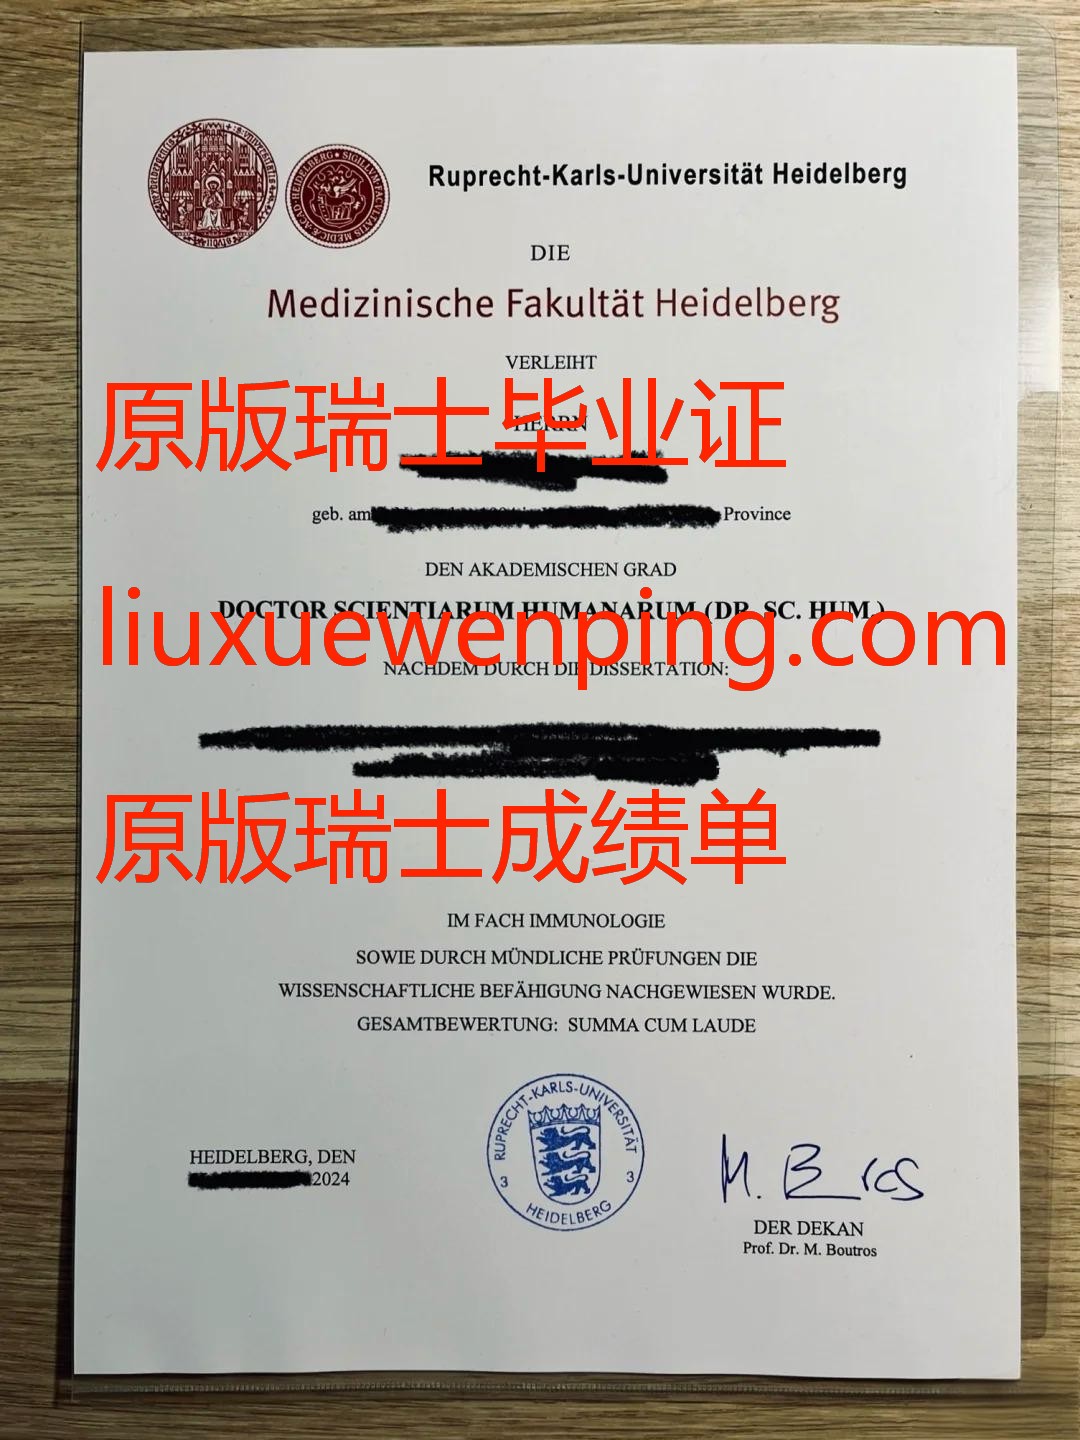 Ruprecht-Karls-Universität Heidelberg
DIE
Medizinische Fakultät Heidelberg
VERLEIHT
HERRN
原版瑞士毕业证
geb. am
Province
DEN AKADEMISCHEN GRAD
DOCTOR SCIENTIARUM HUMANARUM (DR. SC. HUM.)
liuxuewenping.com
NACHDEM DURCH DIE DISSERTATION:
原版瑞士成绩单
IM FACH IMMUNOLOGIE
SOWIE DURCH MÜNDLICHE PRÜFUNGEN DIE
WISSENSCHAFTLICHE BEFÄHIGUNG NACHGEWIESEN WURDE.
GESAMTBEWERTUNG: SUMMA CUM LAUDE
RUPRECHT-KARLS-UNIVERSITÄT
3 3
HEIDELBERG
HEIDELBERG, DEN
2024
DER DEKAN
Prof. Dr. M. Boutros